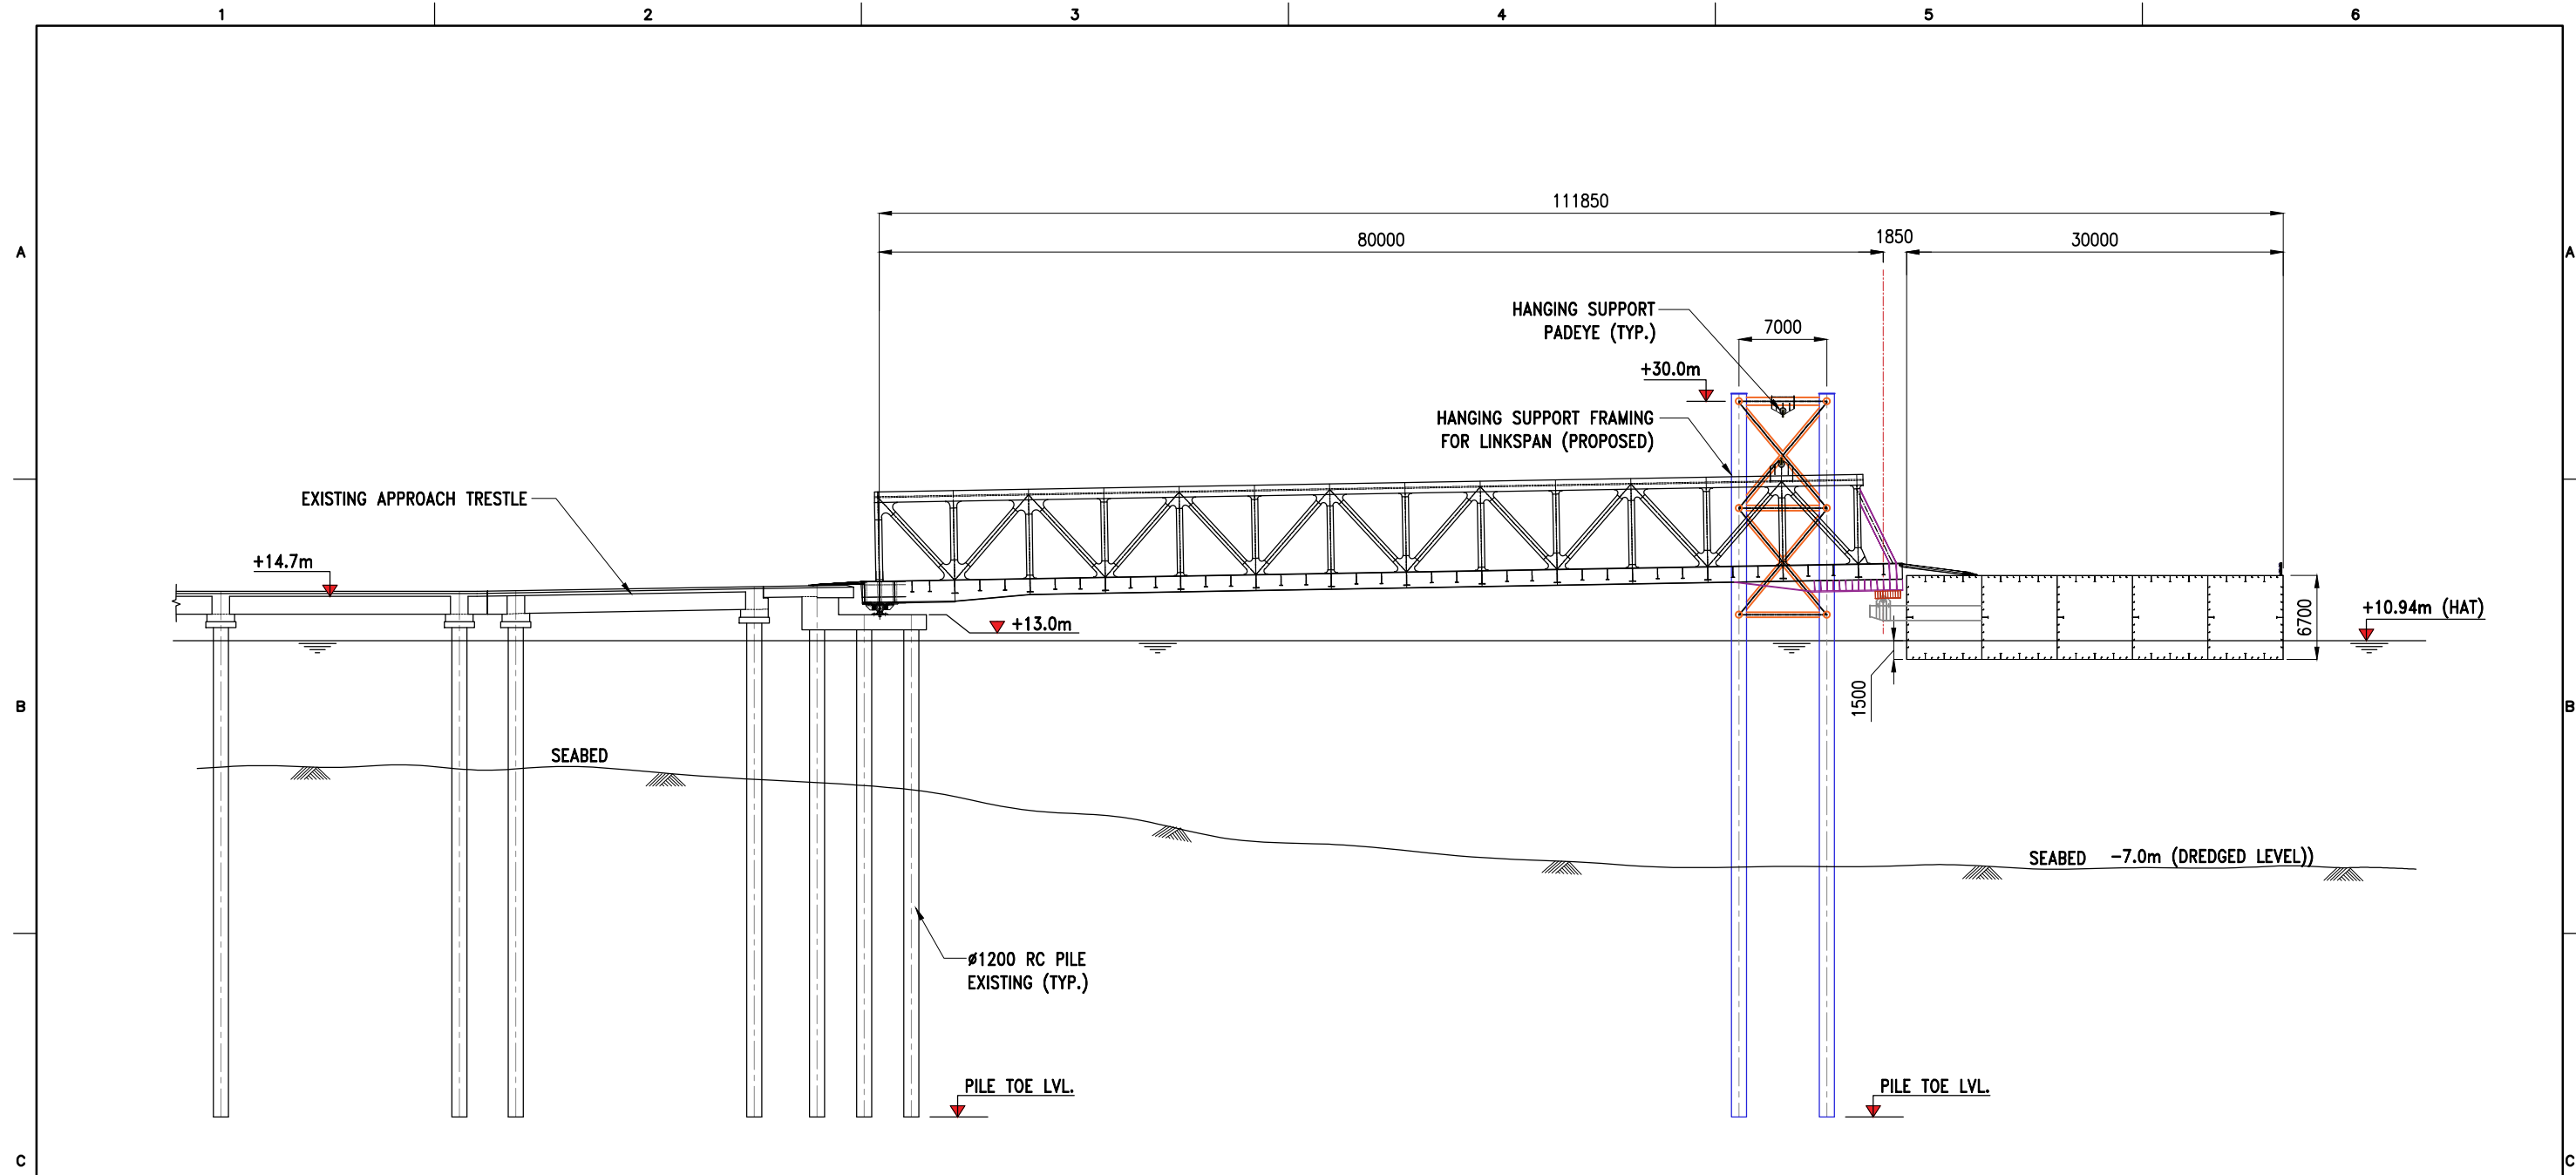 1 2 3 4 5 6
111850
80000 1850 30000
A A
HANGING SUPPORT
PADEYE (TYP.)
7000
+30.0m
HANGING SUPPORT FRAMING
FOR LINKSPAN (PROPOSED)
EXISTING APPROACH TRESTLE
+14.7m
+13.0m
6700
+10.94m (HAT)
1500
B B
SEABED
SEABED -7.0m (DREDGED LEVEL))
ø1200 RC PILE
EXISTING (TYP.)
PILE TOE LVL.
PILE TOE LVL.
C C